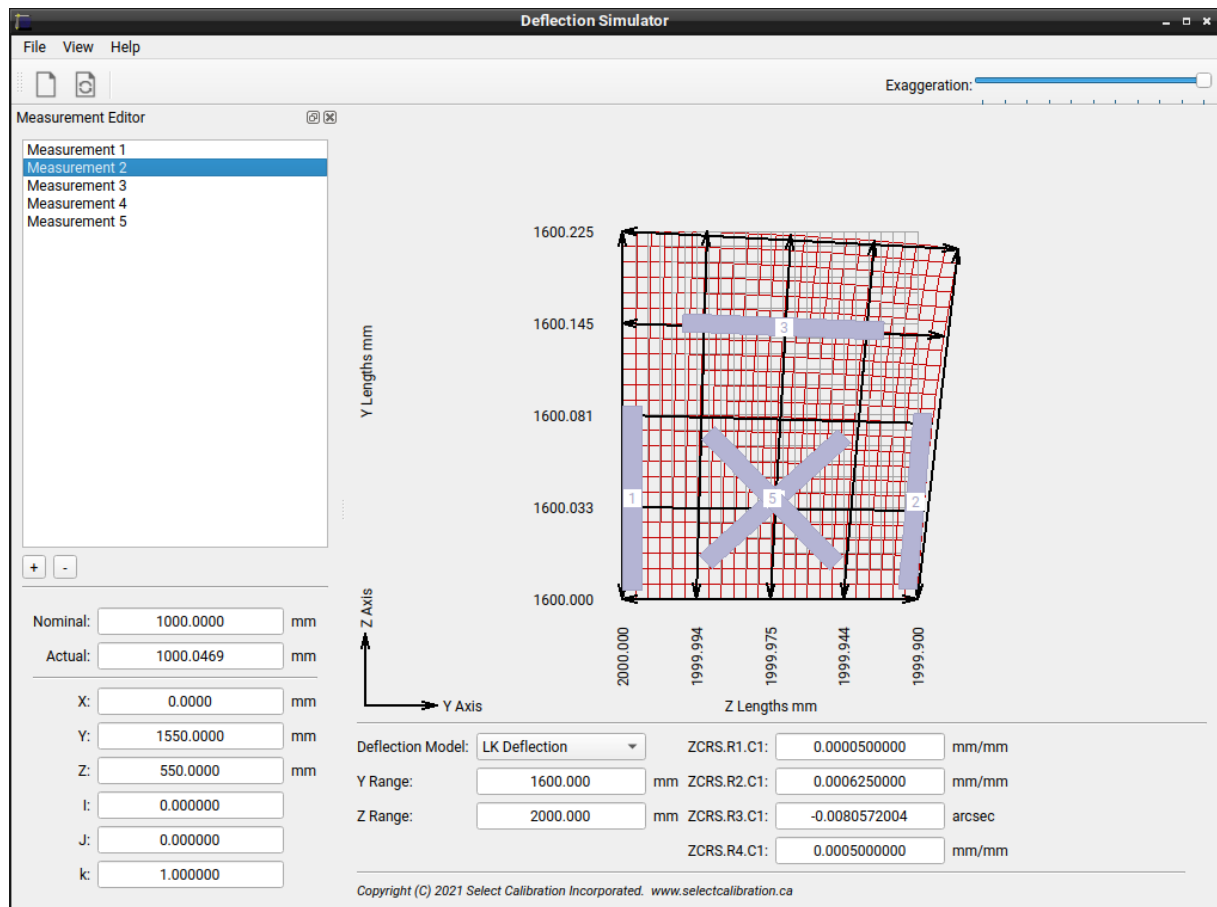 Deflection Simulator
File View Help
Exaggeration:
Measurement Editor
Measurement 1
Measurement 2
Measurement 3
Measurement 4
Measurement 5
+ -
Nominal: 1000.0000 mm
Actual: 1000.0469 mm
X: 0.0000 mm
Y: 1550.0000 mm
Z: 550.0000 mm
I: 0.000000
J: 0.000000
k: 1.000000
Y Lengths mm
1600.225
1600.145
1600.081
1600.033
1600.000
3
1
5
2
2000.000
1999.994
1999.975
1999.944
1999.900
Z Axis
Y Axis
Z Lengths mm
Deflection Model: LK Deflection
Y Range: 1600.000 mm
Z Range: 2000.000 mm
ZCRS.R1.C1: 0.0000500000 mm/mm
ZCRS.R2.C1: 0.0006250000 mm/mm
ZCRS.R3.C1: -0.0080572004 arcsec
ZCRS.R4.C1: 0.0005000000 mm/mm
Copyright (C) 2021 Select Calibration Incorporated. www.selectcalibration.ca